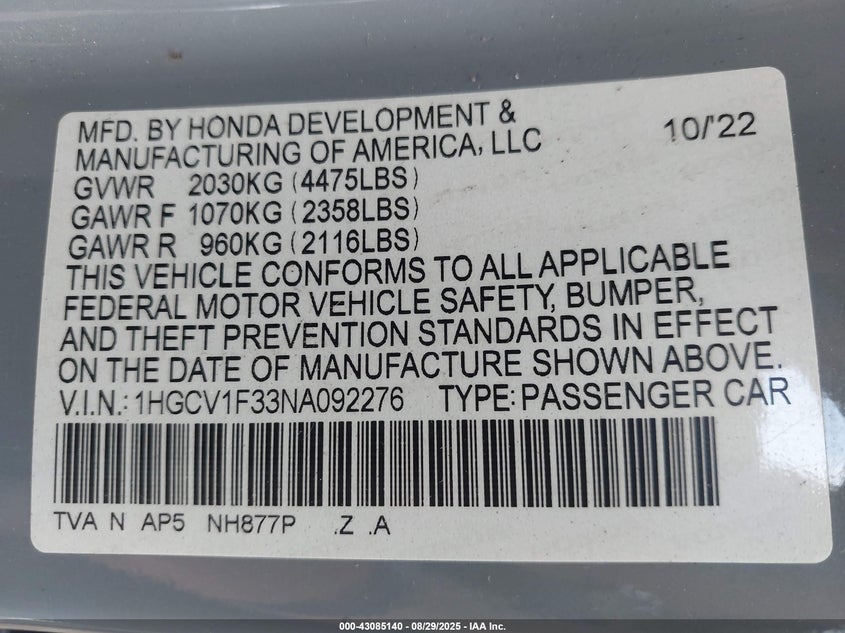 MFD. BY HONDA DEVELOPMENT &
MANUFACTURING OF AMERICA, LLC 10/'22
GVWR 2030KG (4475LBS)
GAWR F 1070KG (2358LBS)
GAWR R 960KG (2116LBS)
THIS VEHICLE CONFORMS TO ALL APPLICABLE
FEDERAL MOTOR VEHICLE SAFETY, BUMPER,
AND THEFT PREVENTION STANDARDS IN EFFECT
ON THE DATE OF MANUFACTURE SHOWN ABOVE.
V.I.N.: 1HGCV1F33NA092276 TYPE: PASSENGER CAR
TVA N AP5 NH877P .Z .A
000-43085140 - 08/29/2025 - IAA Inc.